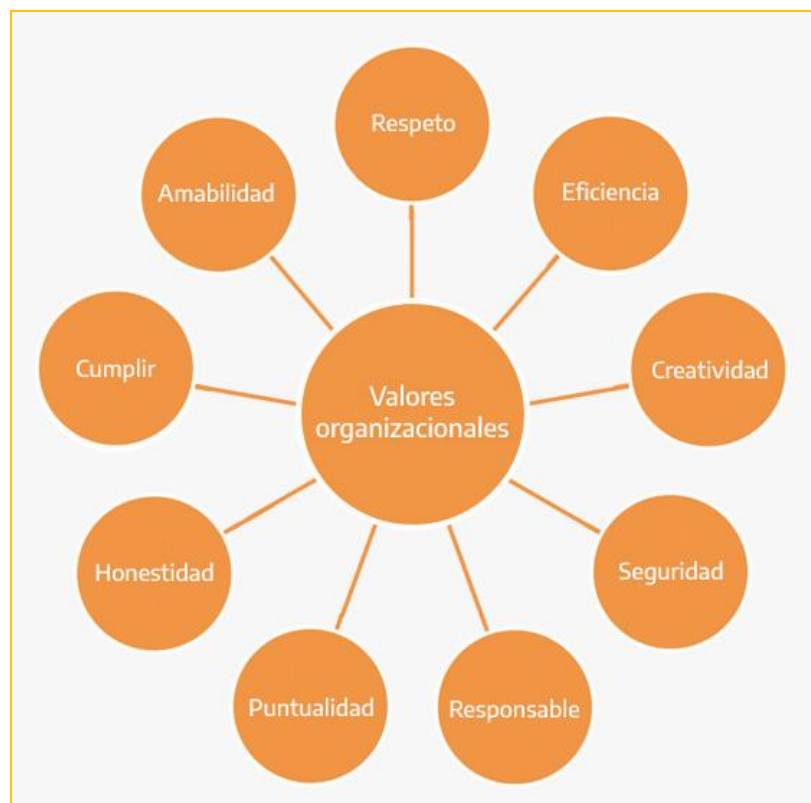 Respeto
Eficiencia
Creatividad
Seguridad
Responsable
Puntualidad
Honestidad
Cumplir
Amabilidad
Valores
organizacionales